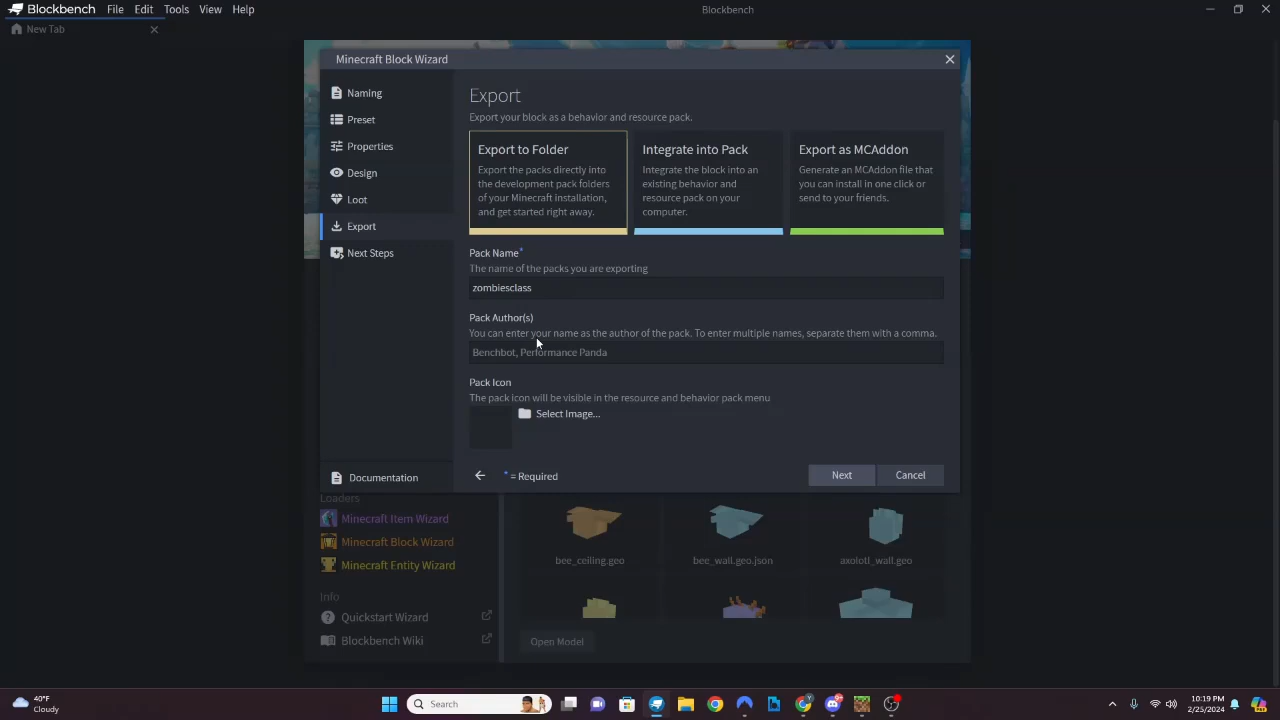 Blockbench File Edit Tools View Help
Blockbench
New Tab
Minecraft Block Wizard
Naming
Preset
Properties
Design
Loot
Export
Next Steps
Documentation
Export
Export your block as a behavior and resource pack.
Export to Folder
Export the packs directly into
the development pack folders
of your Minecraft installation,
and get started right away.
Integrate into Pack
Integrate the block into an
existing behavior and
resource pack on your
computer.
Export as MCAddon
Generate an MCAddon file that
you can install in one click or
send to your friends.
Pack Name*
The name of the packs you are exporting
zombiesclass
Pack Author(s)
You can enter your name as the author of the pack. To enter multiple names, separate them with a comma.
Benchbot, Performance Panda
Pack Icon
The pack icon will be visible in the resource and behavior pack menu
Select Image...
* = Required
Next
Cancel
Loaders
Minecraft Item Wizard
Minecraft Block Wizard
Minecraft Entity Wizard
Info
Quickstart Wizard
Blockbench Wiki
bee_ceiling.geo
bee_wall.geo.json
axolotl_wall.geo
Open Model
40°F
Cloudy
Search
10:19 PM
2/25/2024